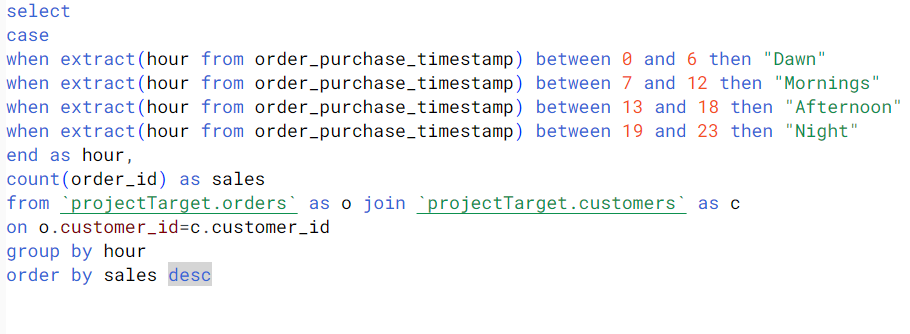 select
case
when extract(hour from order_purchase_timestamp) between 0 and 6 then "Dawn"
when extract(hour from order_purchase_timestamp) between 7 and 12 then "Mornings"
when extract(hour from order_purchase_timestamp) between 13 and 18 then "Afternoon"
when extract(hour from order_purchase_timestamp) between 19 and 23 then "Night"
end as hour,
count(order_id) as sales
from `projectTarget.orders` as o join `projectTarget.customers` as c
on o.customer_id=c.customer_id
group by hour
order by sales desc